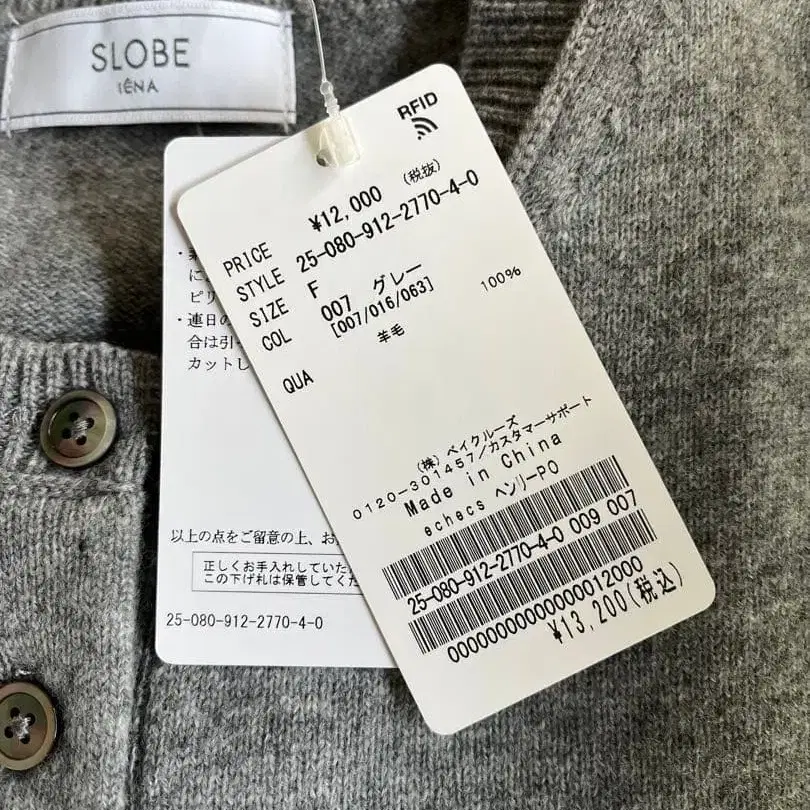 SLOBE
IÉNA
RFID
PRICE ¥12,000 (税抜)
STYLE 25-080-912-2770-4-0
SIZE F
COL 007 グレー
[007/016/063]
QUA 羊毛 100%
(株) ベイクルーズ
0120-301457/カスタマーサポート
Made in China
echecs ヘンリーPO
25-080-912-2770-4-0 009 007
00000000000000012000
¥13,200(税込)
に
ピリ
・連日の
合は引
カットし
以上の点をご留意の上、お
正しくお手入れしていた
この下げ札は保管してくだ
25-080-912-2770-4-0